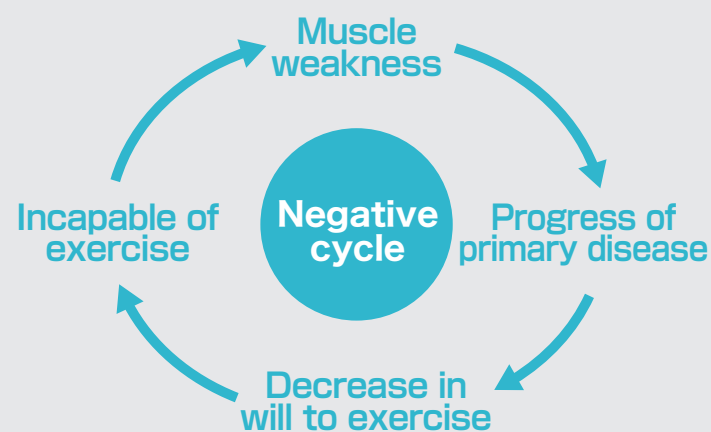 Muscle
weakness
Progress of
primary disease
Decrease in
will to exercise
Incapable of
exercise
Negative
cycle